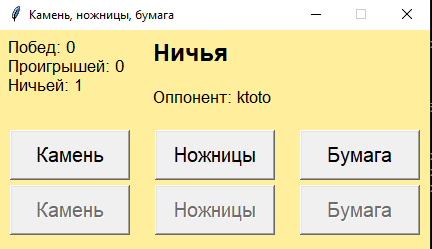 Камень, ножницы, бумага
Побед: 0
Проигрышей: 0
Ничьей: 1
Ничья
Оппонент: ktoto
Камень
Ножницы
Бумага
Камень
Ножницы
Бумага